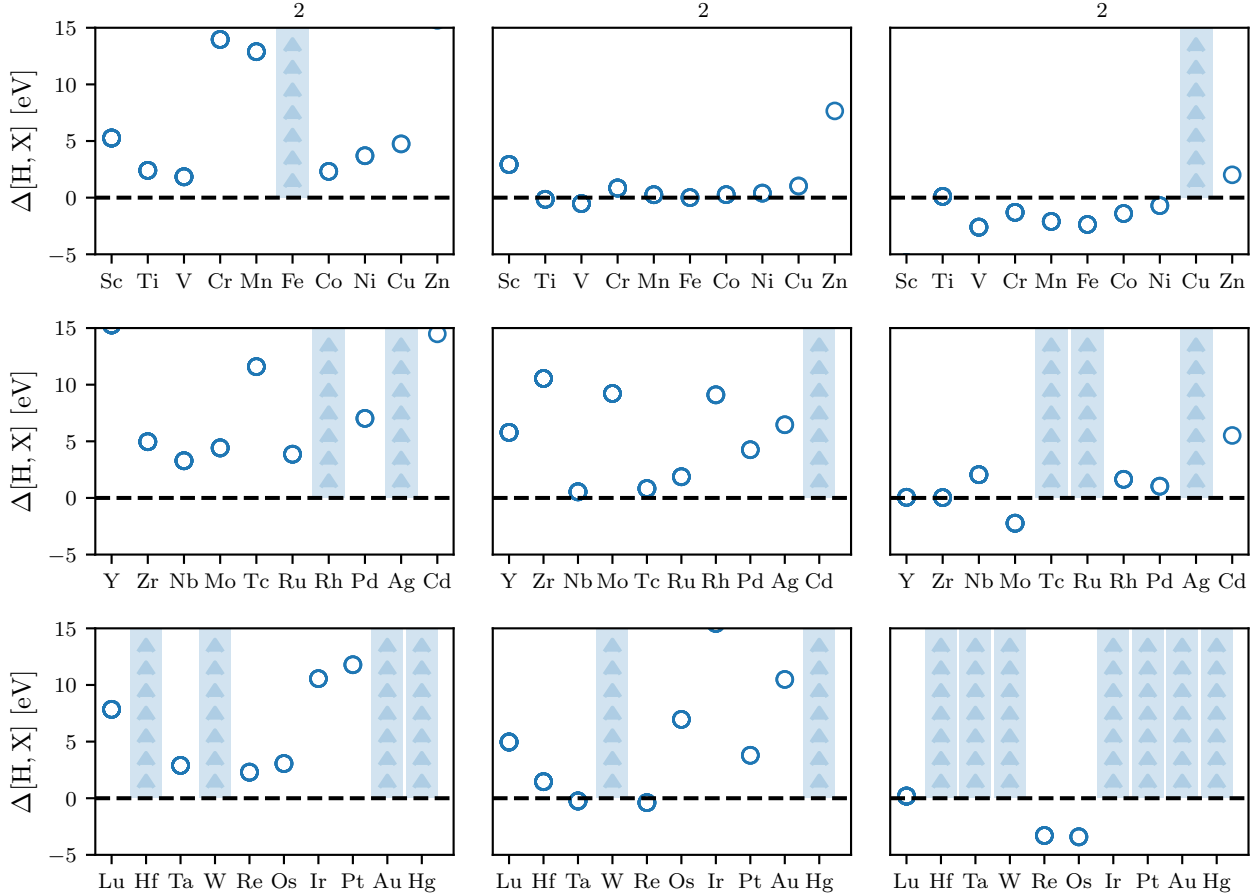 2 2 2
Δ[H, X] [eV]
15
10
5
0
−5
Sc Ti V Cr Mn Fe Co Ni Cu Zn
Sc Ti V Cr Mn Fe Co Ni Cu Zn
Sc Ti V Cr Mn Fe Co Ni Cu Zn
Δ[H, X] [eV]
15
10
5
0
−5
Y Zr Nb Mo Tc Ru Rh Pd Ag Cd
Y Zr Nb Mo Tc Ru Rh Pd Ag Cd
Y Zr Nb Mo Tc Ru Rh Pd Ag Cd
Δ[H, X] [eV]
15
10
5
0
−5
Lu Hf Ta W Re Os Ir Pt Au Hg
Lu Hf Ta W Re Os Ir Pt Au Hg
Lu Hf Ta W Re Os Ir Pt Au Hg